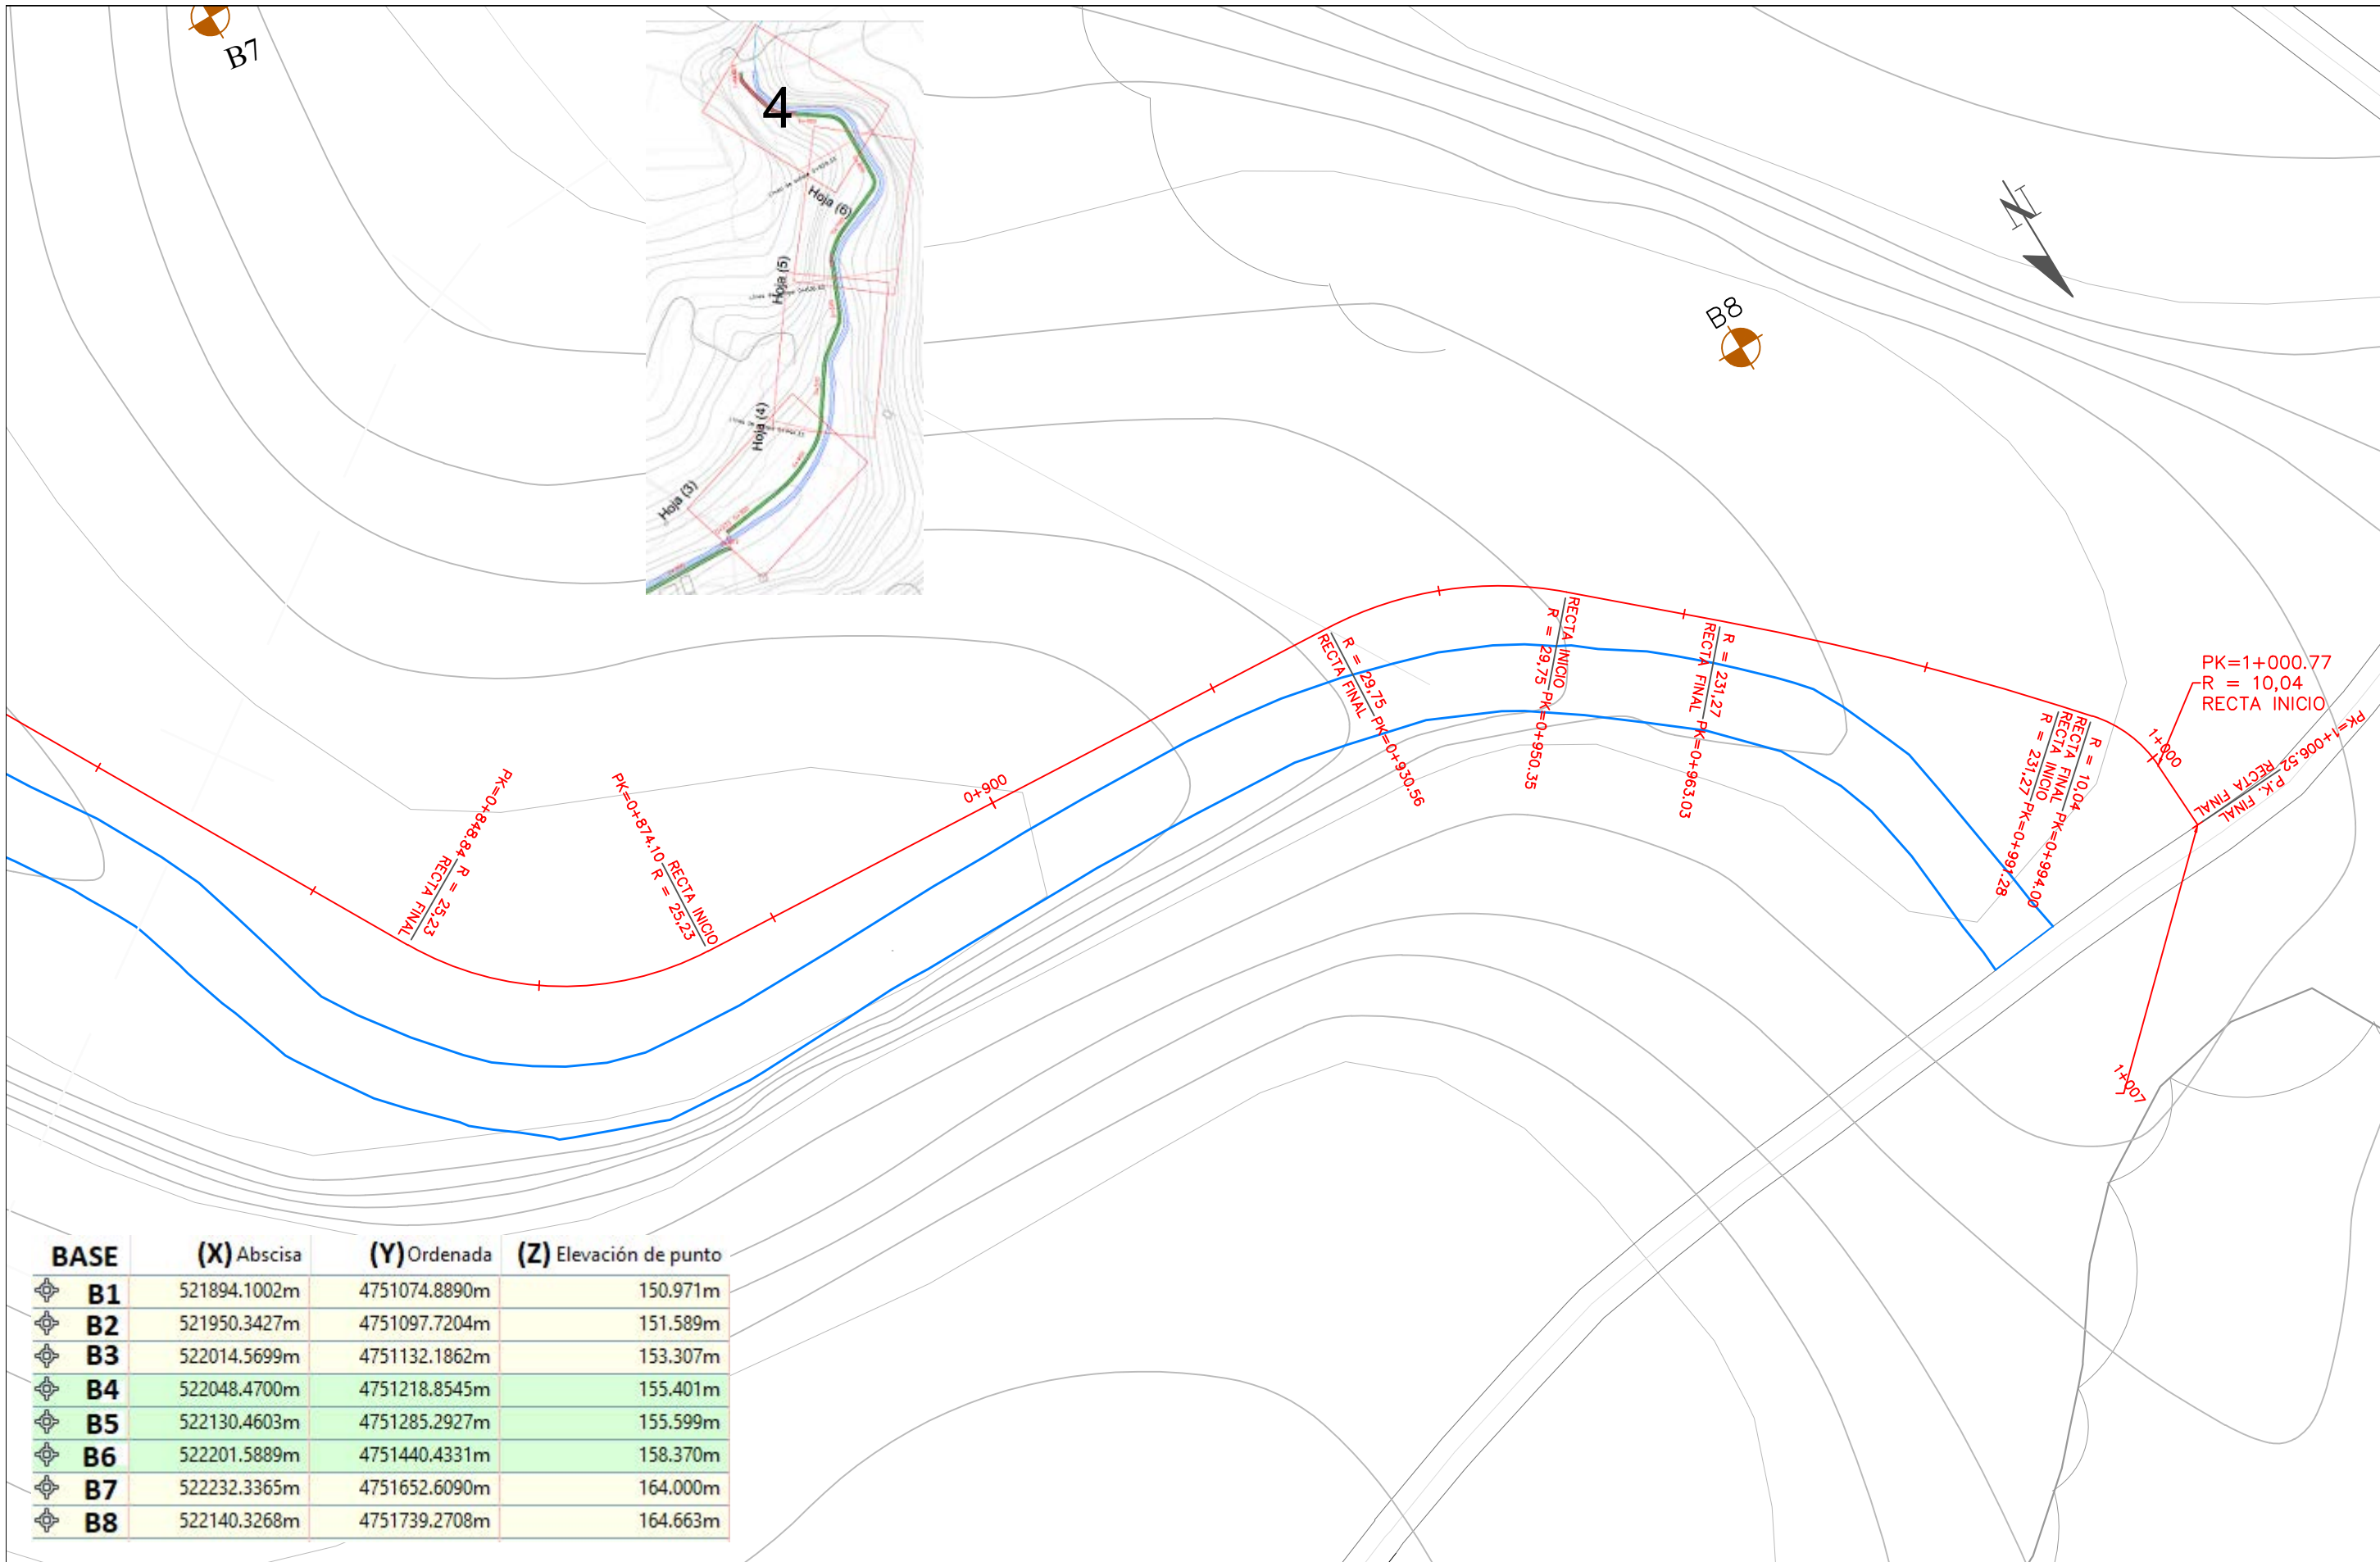 B7
4
Hoja (6)
Hoja (5)
Hoja (4)
Hoja (3)
N
B8
PK=0+848.84 R = 25,23
RECTA FINAL
RECTA INICIO
PK=0+874.10 R = 25,23
0+900
R = 29,75 PK=0+930.56
RECTA FINAL
RECTA INICIO
R = 29,75 PK=0+950.35
R = 231,27
RECTA FINAL PK=0+963.03
RECTA INICIO
R = 231,27 PK=0+991.28
R = 10,04
RECTA FINAL PK=0+994.00
1+000
PK=1+000.77
R = 10,04
RECTA INICIO
PK=1+006.52 RECTA FINAL
P.K. FINAL
1+007
BASE (X) Abscisa (Y) Ordenada (Z) Elevación de punto
B1 521894.1002m 4751074.8890m 150.971m
B2 521950.3427m 4751097.7204m 151.589m
B3 522014.5699m 4751132.1862m 153.307m
B4 522048.4700m 4751218.8545m 155.401m
B5 522130.4603m 4751285.2927m 155.599m
B6 522201.5889m 4751440.4331m 158.370m
B7 522232.3365m 4751652.6090m 164.000m
B8 522140.3268m 4751739.2708m 164.663m